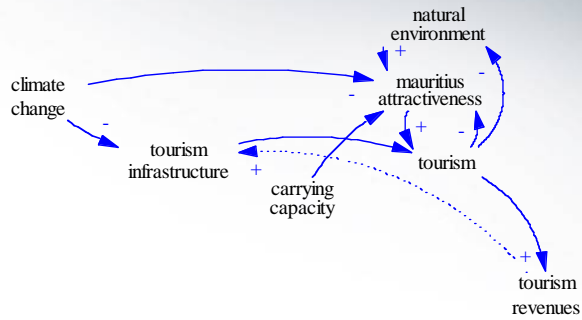 natural
environment
+
-
climate
change
mauritius
attractiveness
-
+
-
-
tourism
infrastructure
+
tourism
carrying
capacity
+
tourism
revenues